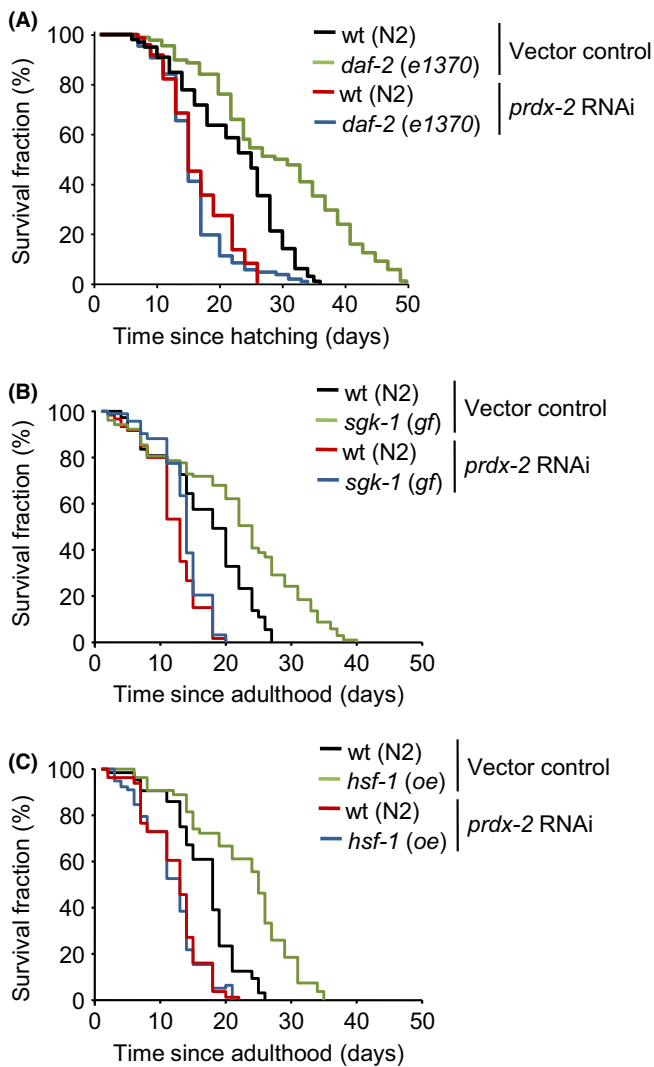 (A)
wt (N2)
daf-2 (e1370)
Vector control
wt (N2)
daf-2 (e1370)
prdx-2 RNAi
Survival fraction (%)
100
80
60
40
20
0
0 10 20 30 40 50
Time since hatching (days)
(B)
wt (N2)
sgk-1 (gf)
Vector control
wt (N2)
sgk-1 (gf)
prdx-2 RNAi
Survival fraction (%)
100
80
60
40
20
0
0 10 20 30 40 50
Time since adulthood (days)
(C)
wt (N2)
hsf-1 (oe)
Vector control
wt (N2)
hsf-1 (oe)
prdx-2 RNAi
Survival fraction (%)
100
80
60
40
20
0
0 10 20 30 40 50
Time since adulthood (days)